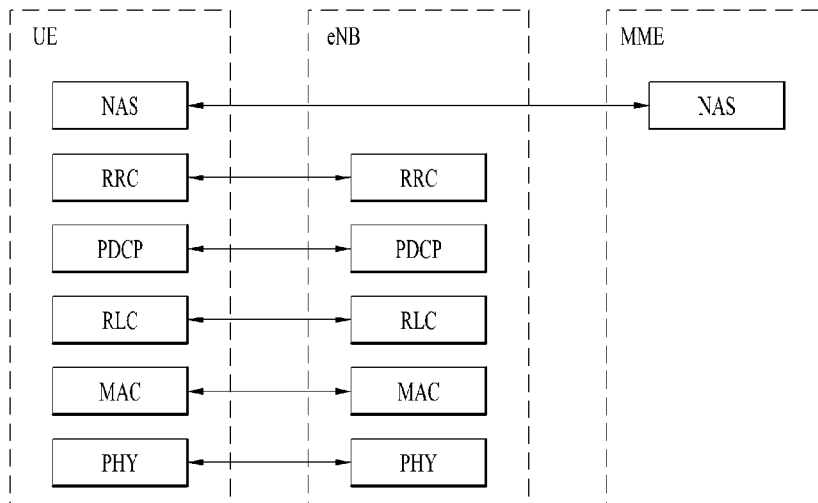 UE eNB MME
NAS NAS
RRC RRC
PDCP PDCP
RLC RLC
MAC MAC
PHY PHY